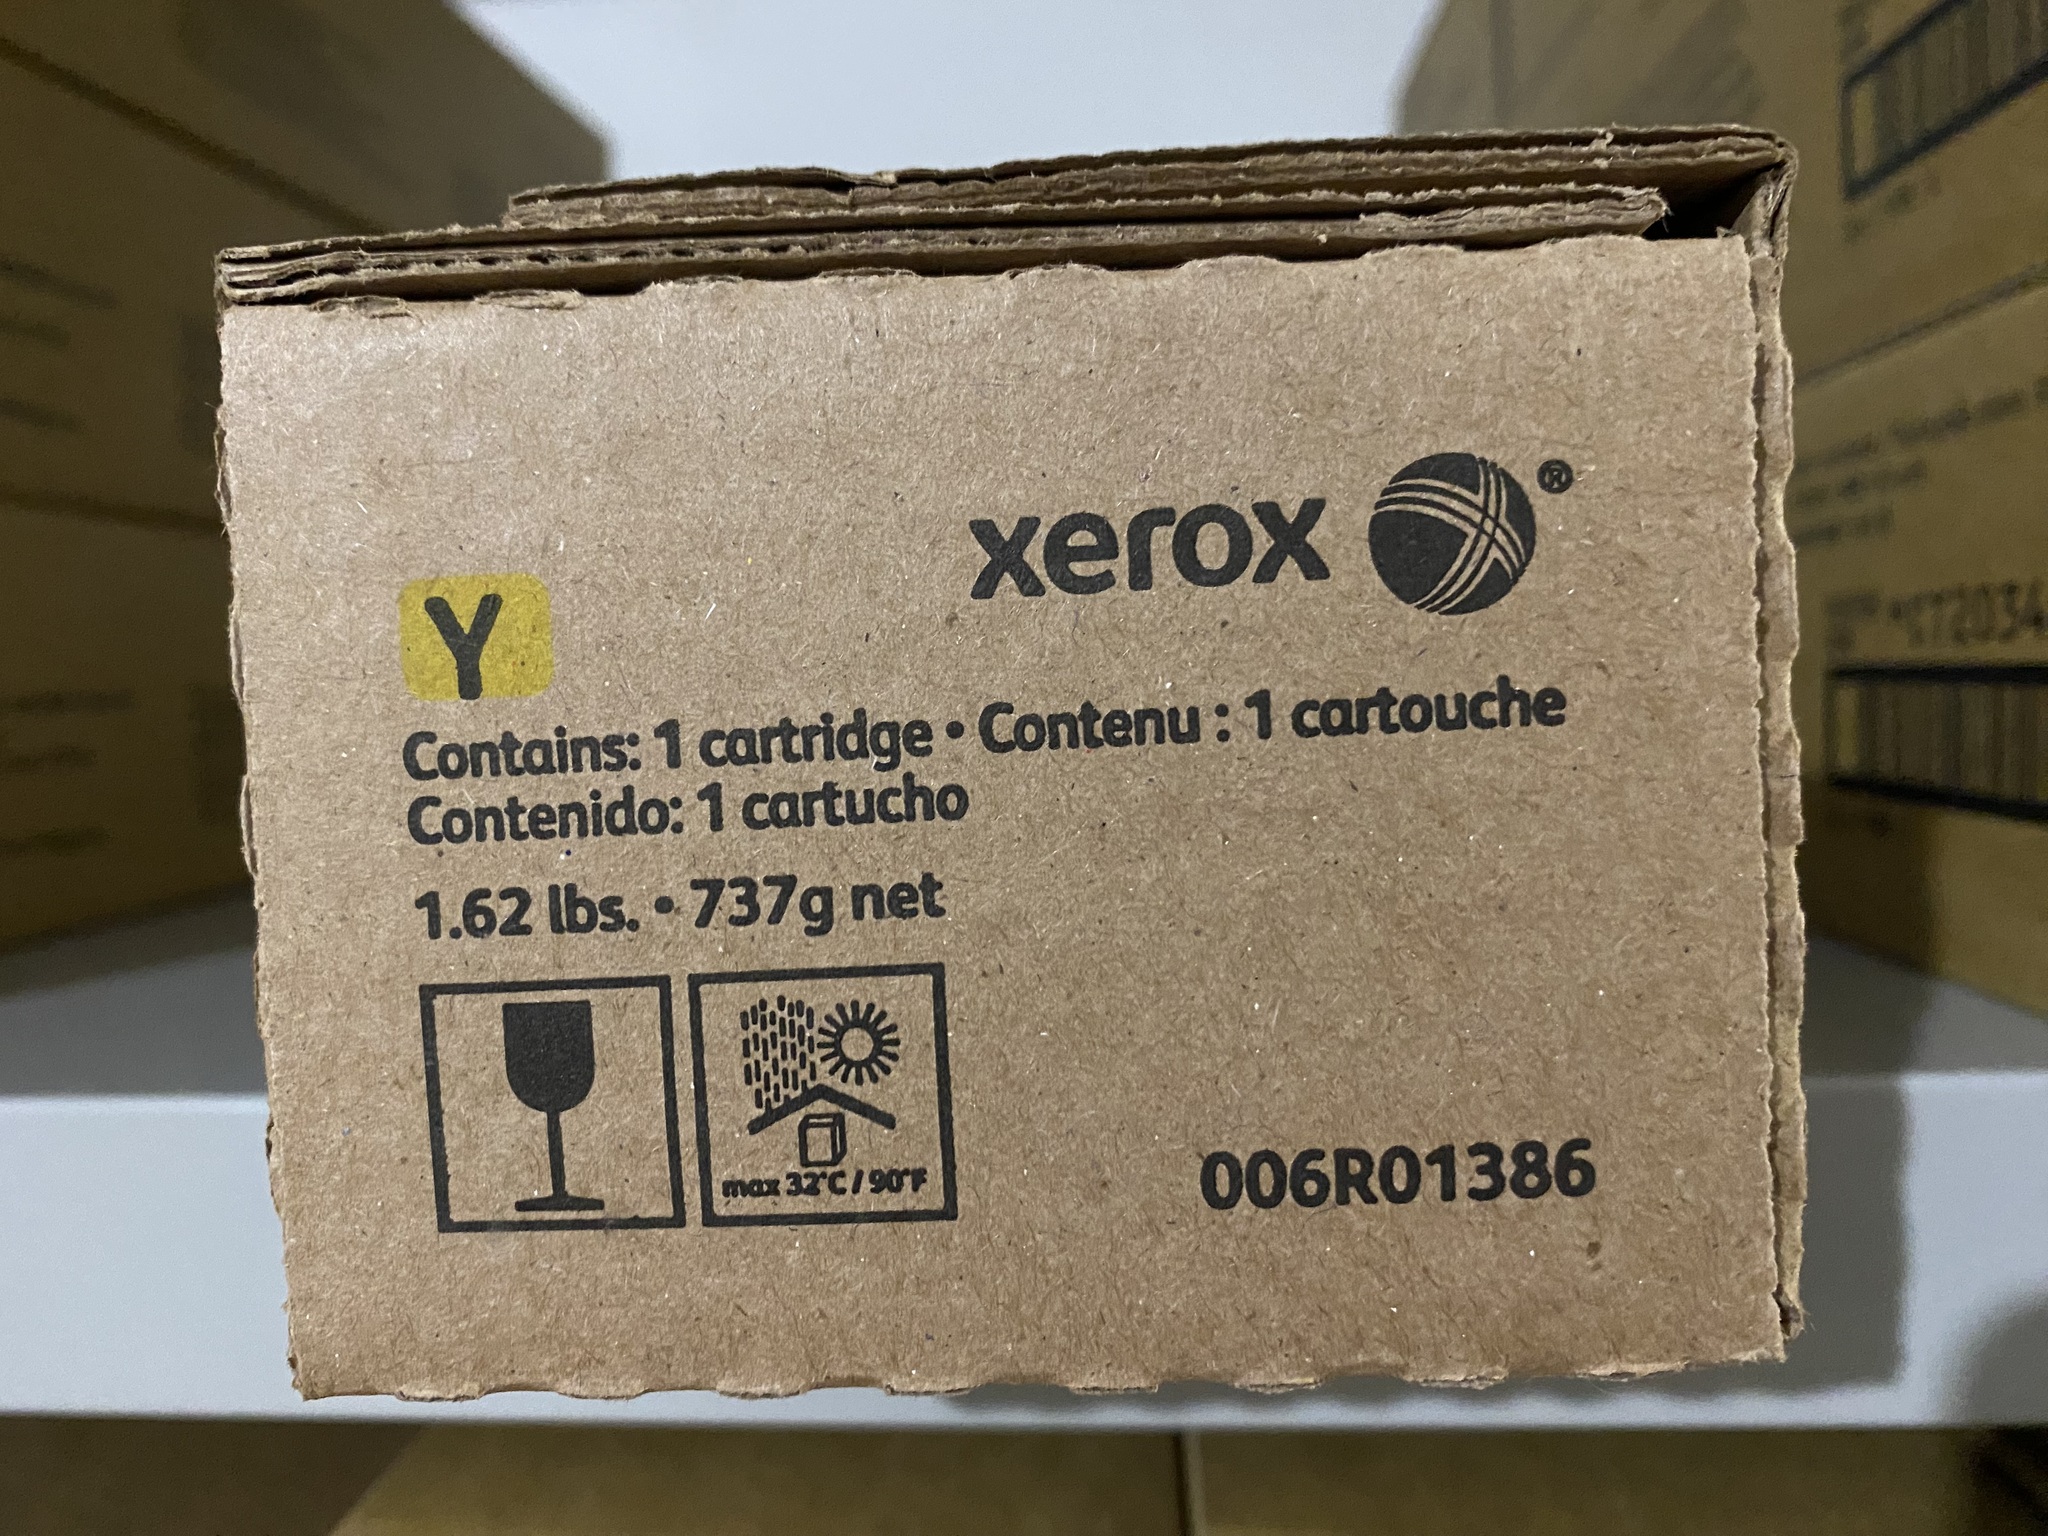 xerox ®
Y
Contains: 1 cartridge • Contenu : 1 cartouche
Contenido: 1 cartucho
1.62 lbs. • 737g net
max 32°C / 90°F
006R01386